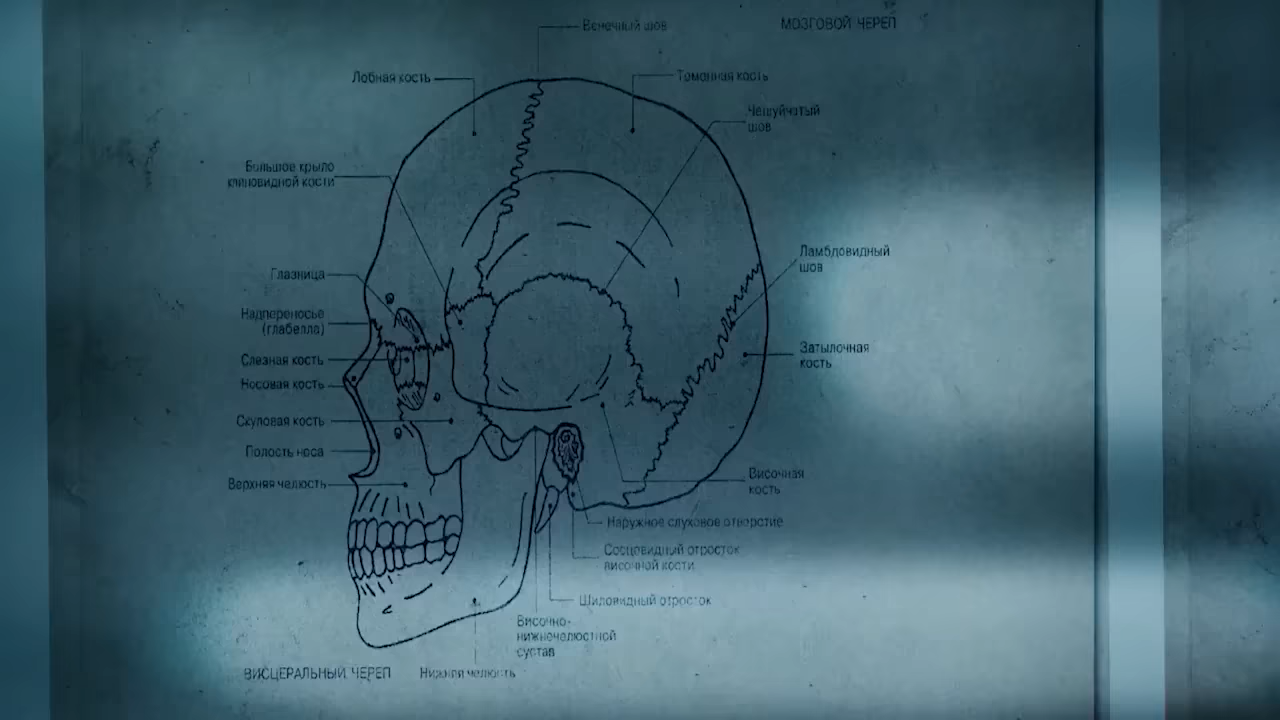 Венечный шов
МОЗГОВОЙ ЧЕРЕП
Лобная кость
Теменная кость
Чешуйчатый
шов
Большое крыло
клиновидной кости
Ламбдовидный
шов
Глазница
Надпереносье
(глабелла)
Слезная кость
Затылочная
кость
Носовая кость
Скуловая кость
Полость носа
Верхняя челюсть
Височная
кость
Наружное слуховое отверстие
Сосцевидный отросток
височной кости
Шиловидный отросток
Височно-
нижнечелюстной
сустав
ВИСЦЕРАЛЬНЫЙ ЧЕРЕП
Нижняя челюсть